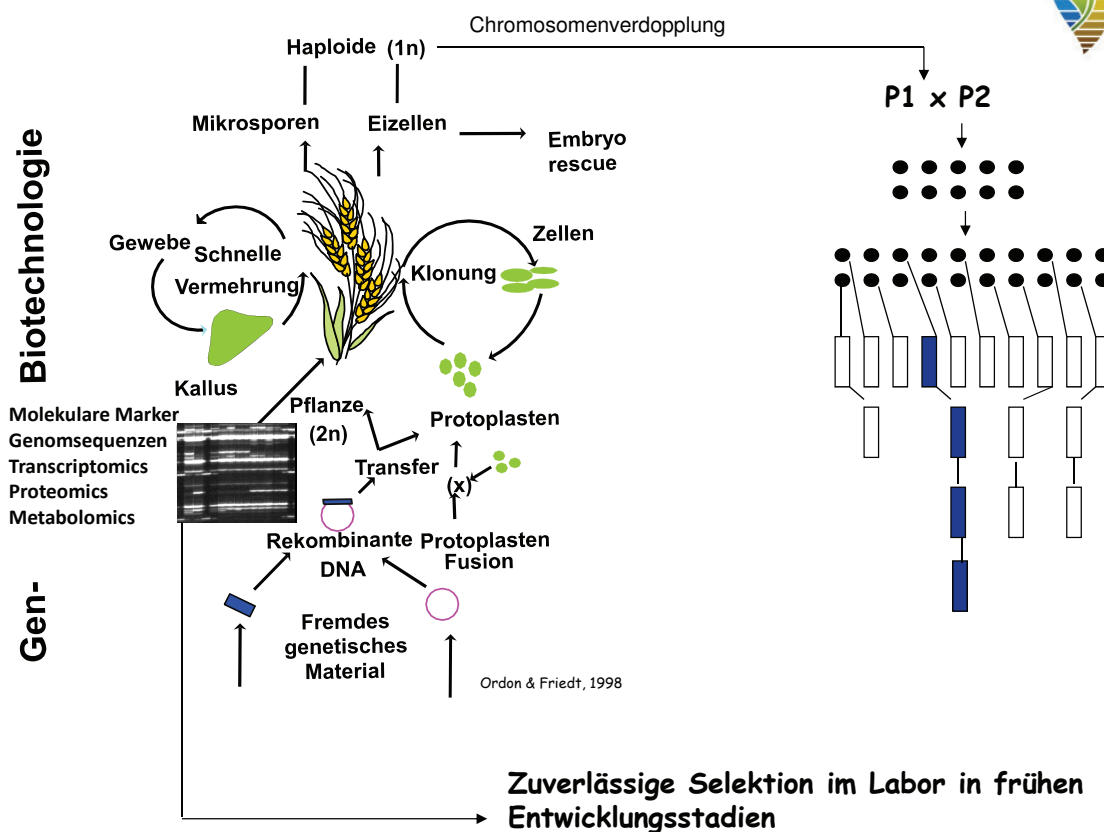 Chromosomenverdopplung
Haploide (1n)
P1 x P2
Mikrosporen
Eizellen
Embryo
rescue
Biotechnologie
Gewebe
Schnelle
Vermehrung
Klonung
Zellen
Kallus
Molekulare Marker
Genomsequenzen
Transcriptomics
Proteomics
Metabolomics
Pflanze
(2n)
Protoplasten
Transfer
(x)
Rekombinante
DNA
Protoplasten
Fusion
Gen-
Fremdes
genetisches
Material
Ordon & Friedt, 1998
Zuverlässige Selektion im Labor in frühen
Entwicklungsstadien